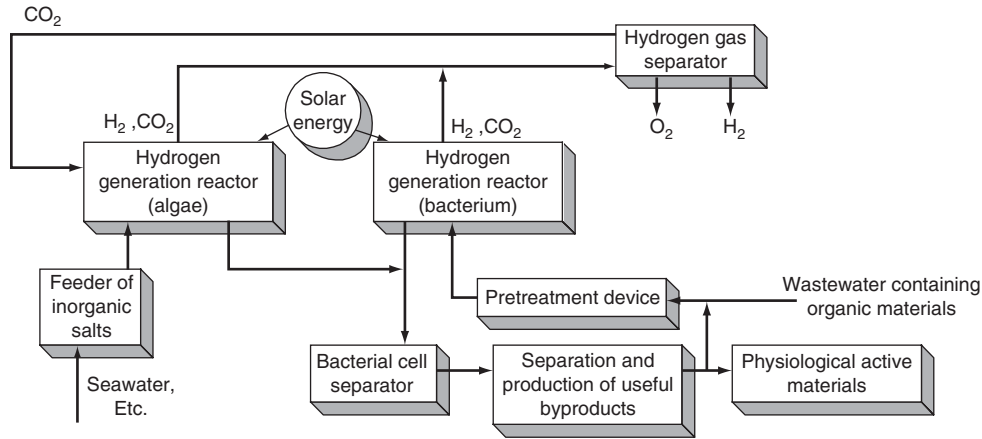 CO2
Hydrogen gas
separator
Solar
energy
H2 ,CO2
H2 ,CO2
O2
H2
Hydrogen
generation reactor
(algae)
Hydrogen
generation reactor
(bacterium)
Feeder of
inorganic
salts
Pretreatment device
Wastewater containing
organic materials
Seawater,
Etc.
Bacterial cell
separator
Separation and
production of useful
byproducts
Physiological active
materials